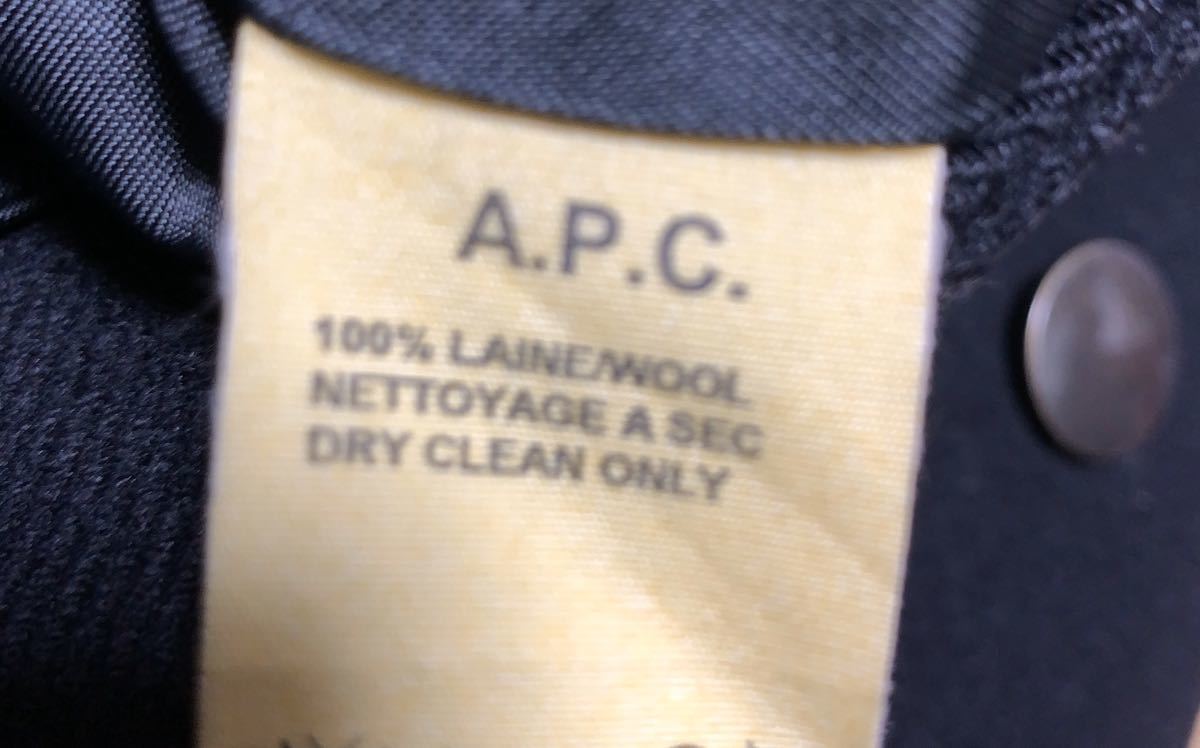 A.P.C.
100% LAINE/WOOL
NETTOYAGE A SEC
DRY CLEAN ONLY